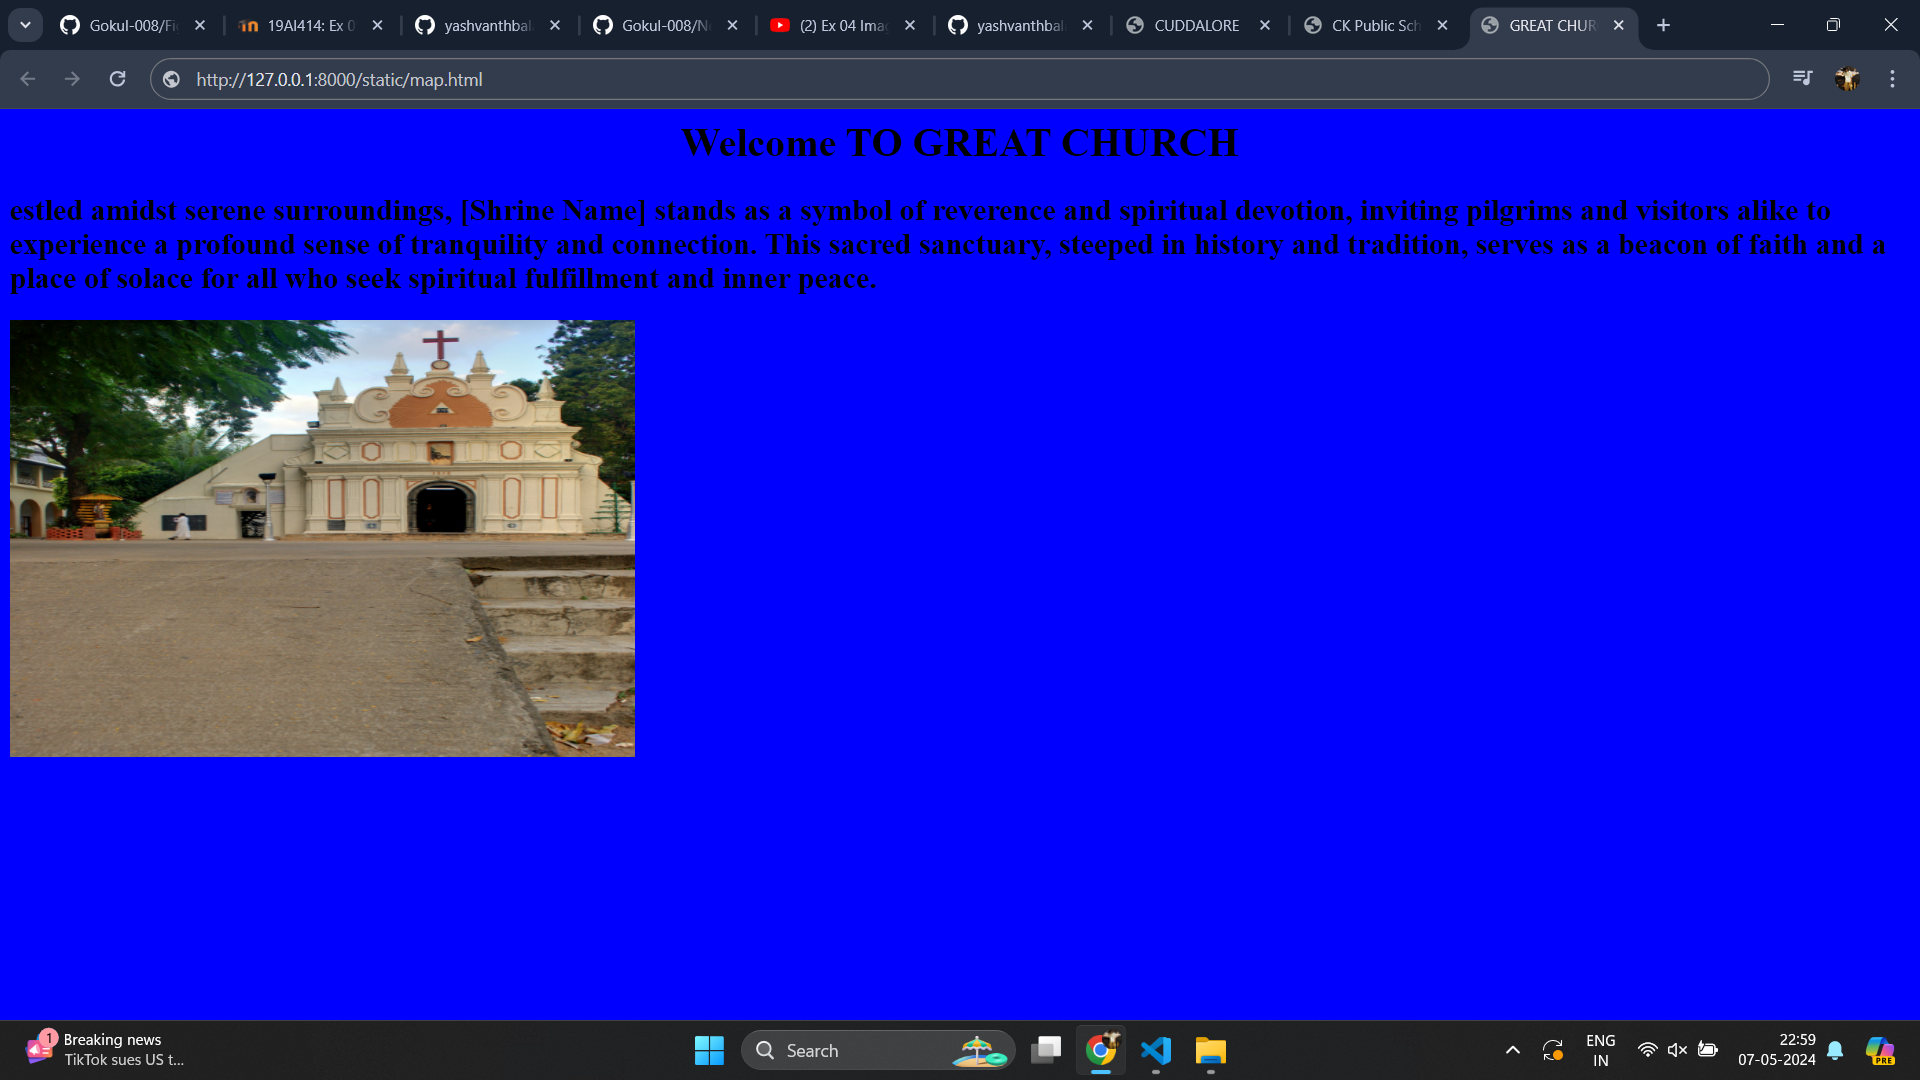 Gokul-008/Fi
19AI414: Ex 0
yashvanthbal
Gokul-008/N
(2) Ex 04 Ima
yashvanthbal
CUDDALORE
CK Public Sch
GREAT CHUR
http://127.0.0.1:8000/static/map.html
Welcome TO GREAT CHURCH
estled amidst serene surroundings, [Shrine Name] stands as a symbol of reverence and spiritual devotion, inviting pilgrims and visitors alike to
experience a profound sense of tranquility and connection. This sacred sanctuary, steeped in history and tradition, serves as a beacon of faith and a
place of solace for all who seek spiritual fulfillment and inner peace.
1
Breaking news
TikTok sues US t...
Search
ENG
IN
22:59
07-05-2024
PRE